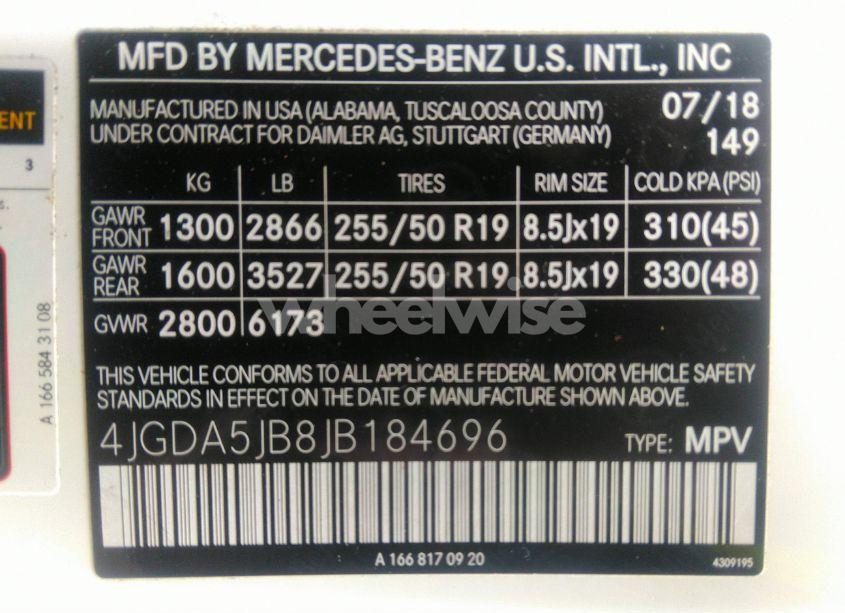 MFD BY MERCEDES-BENZ U.S. INTL., INC
MANUFACTURED IN USA (ALABAMA, TUSCALOOSA COUNTY) 07/18
UNDER CONTRACT FOR DAIMLER AG, STUTTGART (GERMANY) 149
KG LB TIRES RIM SIZE COLD KPA (PSI)
GAWR FRONT 1300 2866 255/50 R19 8.5Jx19 310(45)
GAWR REAR 1600 3527 255/50 R19 8.5Jx19 330(48)
GVWR 2800 6173
wheelwise
THIS VEHICLE CONFORMS TO ALL APPLICABLE FEDERAL MOTOR VEHICLE SAFETY
STANDARDS IN EFFECT ON THE DATE OF MANUFACTURE SHOWN ABOVE.
4JGDA5JB8JB184696 TYPE: MPV
A 166 817 09 20 4309195
ENT
3
s.
A 166 584 31 08